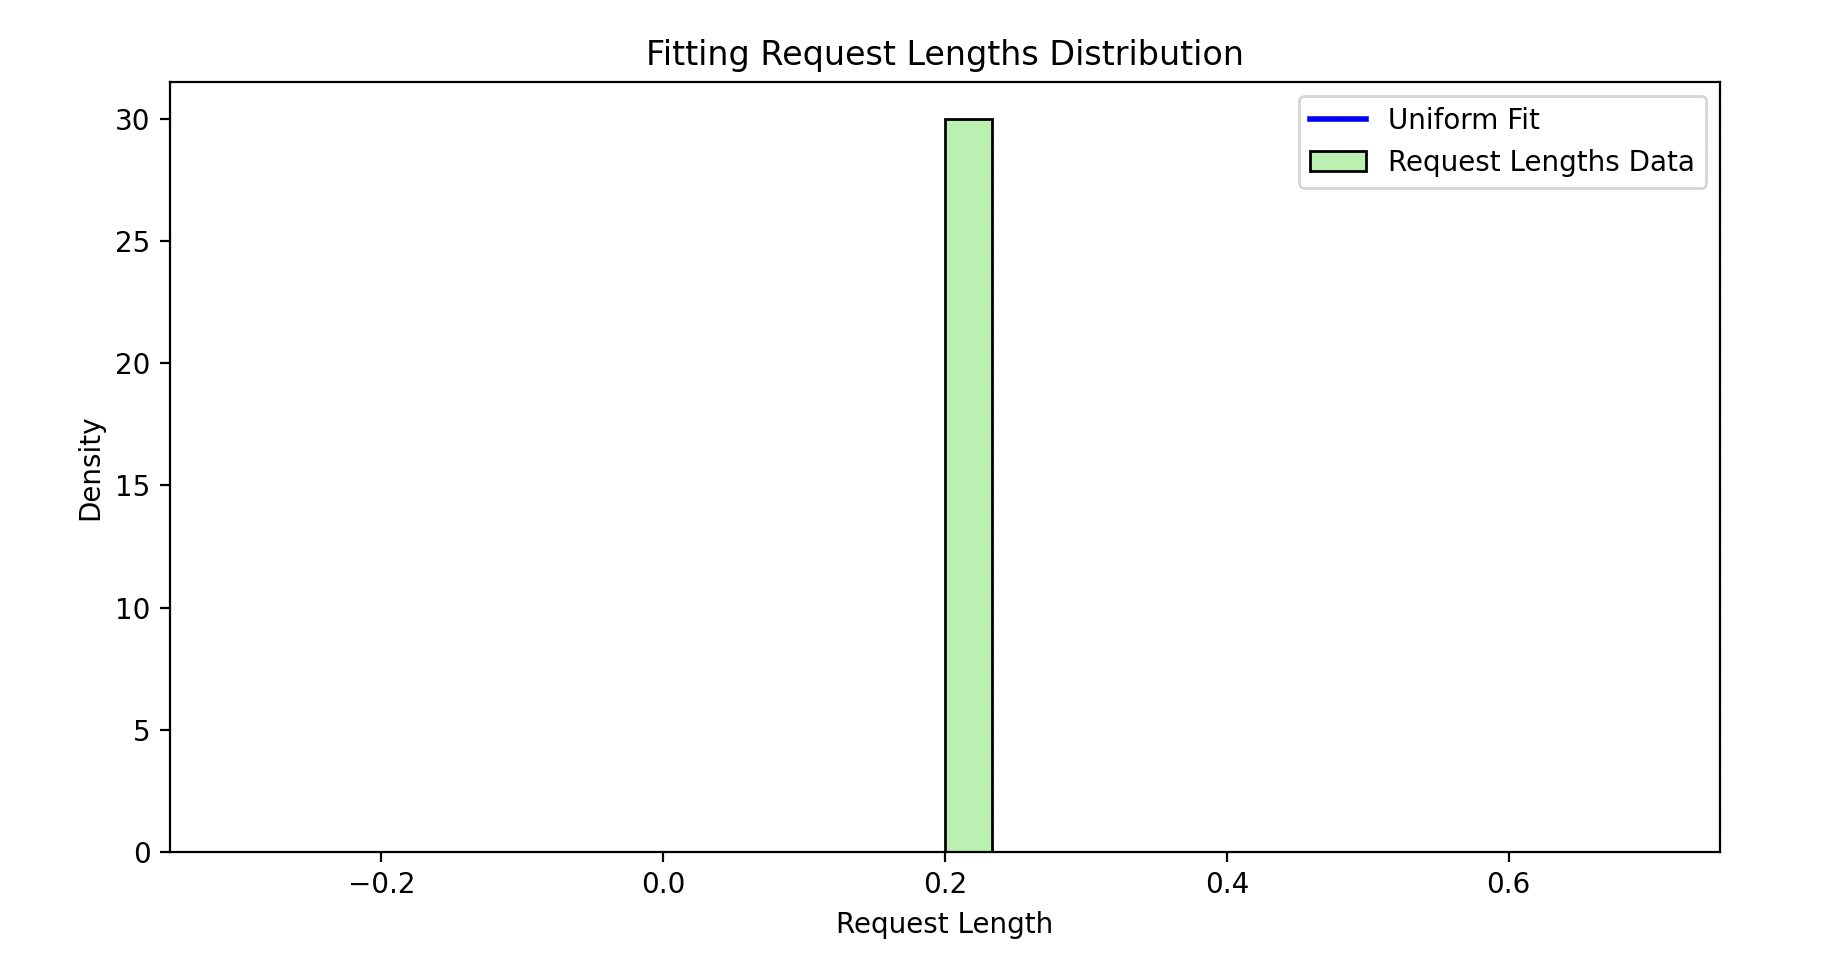 Fitting Request Lengths Distribution
Uniform Fit
Request Lengths Data
30
25
20
15
10
5
0
Density
−0.2
0.0
0.2
0.4
0.6
Request Length